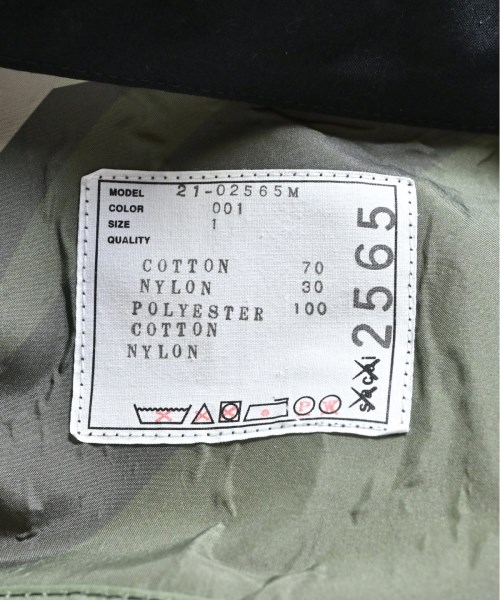 MODEL 21-02565M
COLOR 001
SIZE 1
QUALITY
COTTON 70
NYLON 30
POLYESTER 100
COTTON
NYLON
P W
sacai 2565